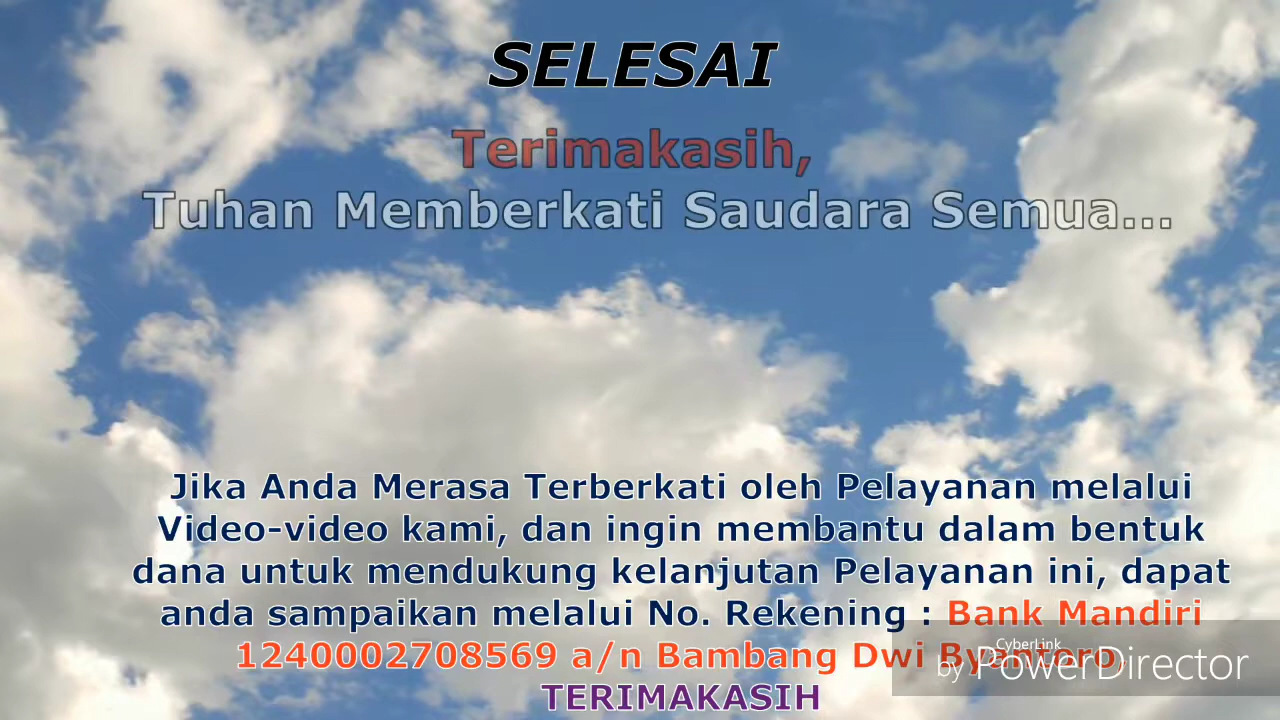 SELESAI
Terimakasih,
Tuhan Memberkati Saudara Semua...
Jika Anda Merasa Terberkati oleh Pelayanan melalui
Video-video kami, dan ingin membantu dalam bentuk
dana untuk mendukung kelanjutan Pelayanan ini, dapat
anda sampaikan melalui No. Rekening : Bank Mandiri
1240002708569 a/n Bambang Dwi
TERIMAKASIH
CyberLink
by PowerDirector